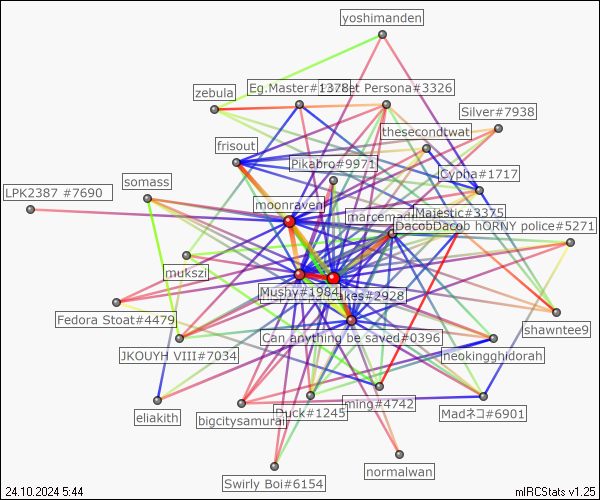 yoshimanden
Eg.Master#1378
et Persona#3326
zebula
Silver#7938
thesecondtwat
frisout
Pikabro#9971
Cypha#1717
somass
LPK2387 #7690
moonraven
marcema
Majestic#3375
DacobDacob hORNY police#5271
mukszi
Mushy#1984
akes#2928
Fedora Stoat#4479
Can anything be saved#0396
shawntee9
JKOUYH VIII#7034
neokingghidorah
eliakith
bigcitysamurai
Duck#1245
ming#4742
Madネコ#6901
Swirly Boi#6154
normalwan
24.10.2024 5:44
mIRCStats v1.25